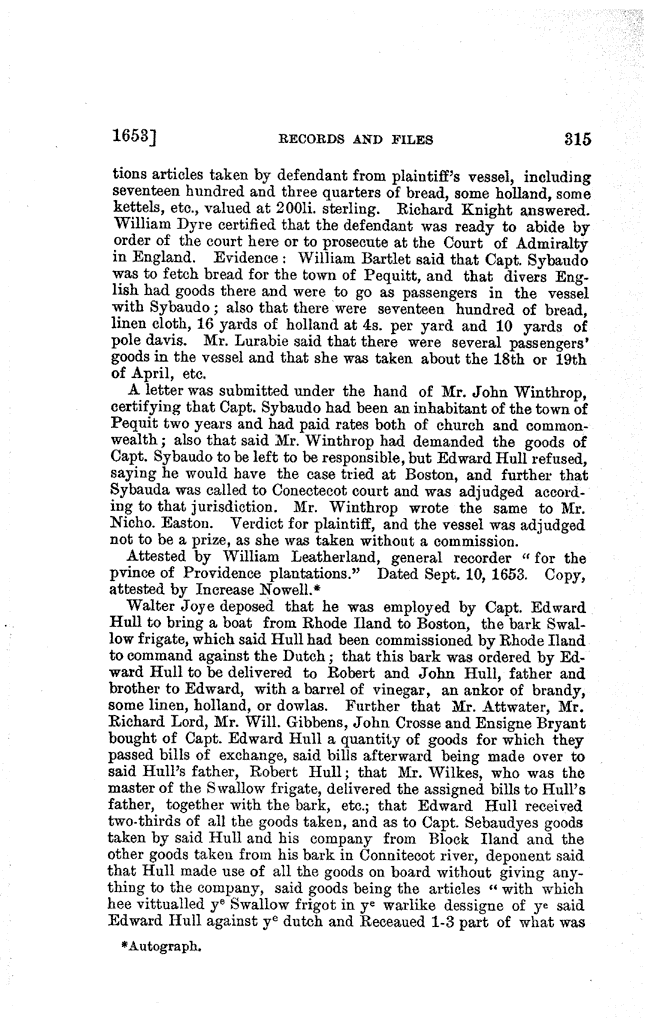 1653] RECORDS AND FILES 315
tions articles taken by defendant from plaintiff's vessel, including
seventeen hundred and three quarters of bread, some holland, some
kettels, etc., valued at 200li. sterling. Richard Knight answered.
William Dyre certified that the defendant was ready to abide by
order of the court here or to prosecute at the Court of Admiralty
in England. Evidence: William Bartlet said that Capt. Sybaudo
was to fetch bread for the town of Pequitt, and that divers Eng-
lish had goods there and were to go as passengers in the vessel
with Sybaudo; also that there were seventeen hundred of bread,
linen cloth, 16 yards of holland at 4s. per yard and 10 yards of
pole davis. Mr. Lurabie said that there were several passengers'
goods in the vessel and that she was taken about the 18th or 19th
of April, etc.
A letter was submitted under the hand of Mr. John Winthrop,
certifying that Capt. Sybaudo had been an inhabitant of the town of
Pequit two years and had paid rates both of church and common-
wealth; also that said Mr. Winthrop had demanded the goods of
Capt. Sybaudo to be left to be responsible, but Edward Hull refused,
saying he would have the case tried at Boston, and further that
Sybauda was called to Conectecot court and was adjudged accord-
ing to that jurisdiction. Mr. Winthrop wrote the same to Mr.
Nicho. Easton. Verdict for plaintiff, and the vessel was adjudged
not to be a prize, as she was taken without a commission.
Attested by William Leatherland, general recorder "for the
pvince of Providence plantations." Dated Sept. 10, 1653. Copy,
attested by Increase Nowell.*
Walter Joye deposed that he was employed by Capt. Edward
Hull to bring a boat from Rhode Iland to Boston, the bark Swal-
low frigate, which said Hull had been commissioned by Rhode Iland
to command against the Dutch; that this bark was ordered by Ed-
ward Hull to be delivered to Robert and John Hull, father and
brother to Edward, with a barrel of vinegar, an ankor of brandy,
some linen, holland, or dowlas. Further that Mr. Attwater, Mr.
Richard Lord, Mr. Will. Gibbens, John Crosse and Ensigne Bryant
bought of Capt. Edward Hull a quantity of goods for which they
passed bills of exchange, said bills afterward being made over to
said Hull's father, Robert Hull; that Mr. Wilkes, who was the
master of the Swallow frigate, delivered the assigned bills to Hull's
father, together with the bark, etc.; that Edward Hull received
two-thirds of all the goods taken, and as to Capt. Sebaudyes goods
taken by said Hull and his company from Block Iland and the
other goods taken from his bark in Connitecot river, deponent said
that Hull made use of all the goods on board without giving any-
thing to the company, said goods being the articles "with which
hee vittualled yᵉ Swallow frigot in yᵉ warlike dessigne of yᵉ said
Edward Hull against yᵉ dutch and Receaued 1-3 part of what was
*Autograph.